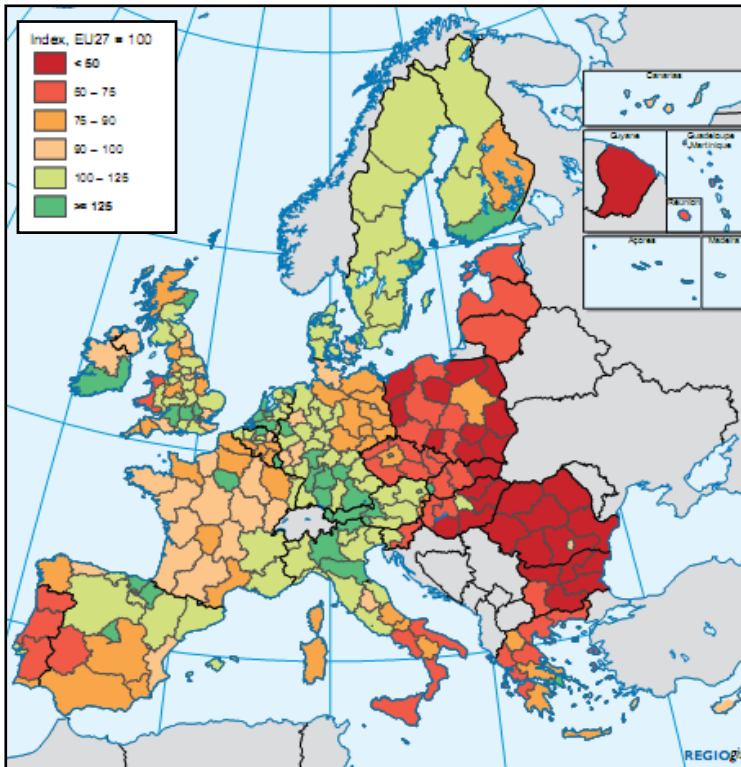 Index, EU27 = 100
< 50
50 – 75
75 – 90
90 – 100
100 – 125
>= 125
Canarias
Guyane
Guadeloupe
Martinique
Réunion
Açores
Madeira
REGIOgis